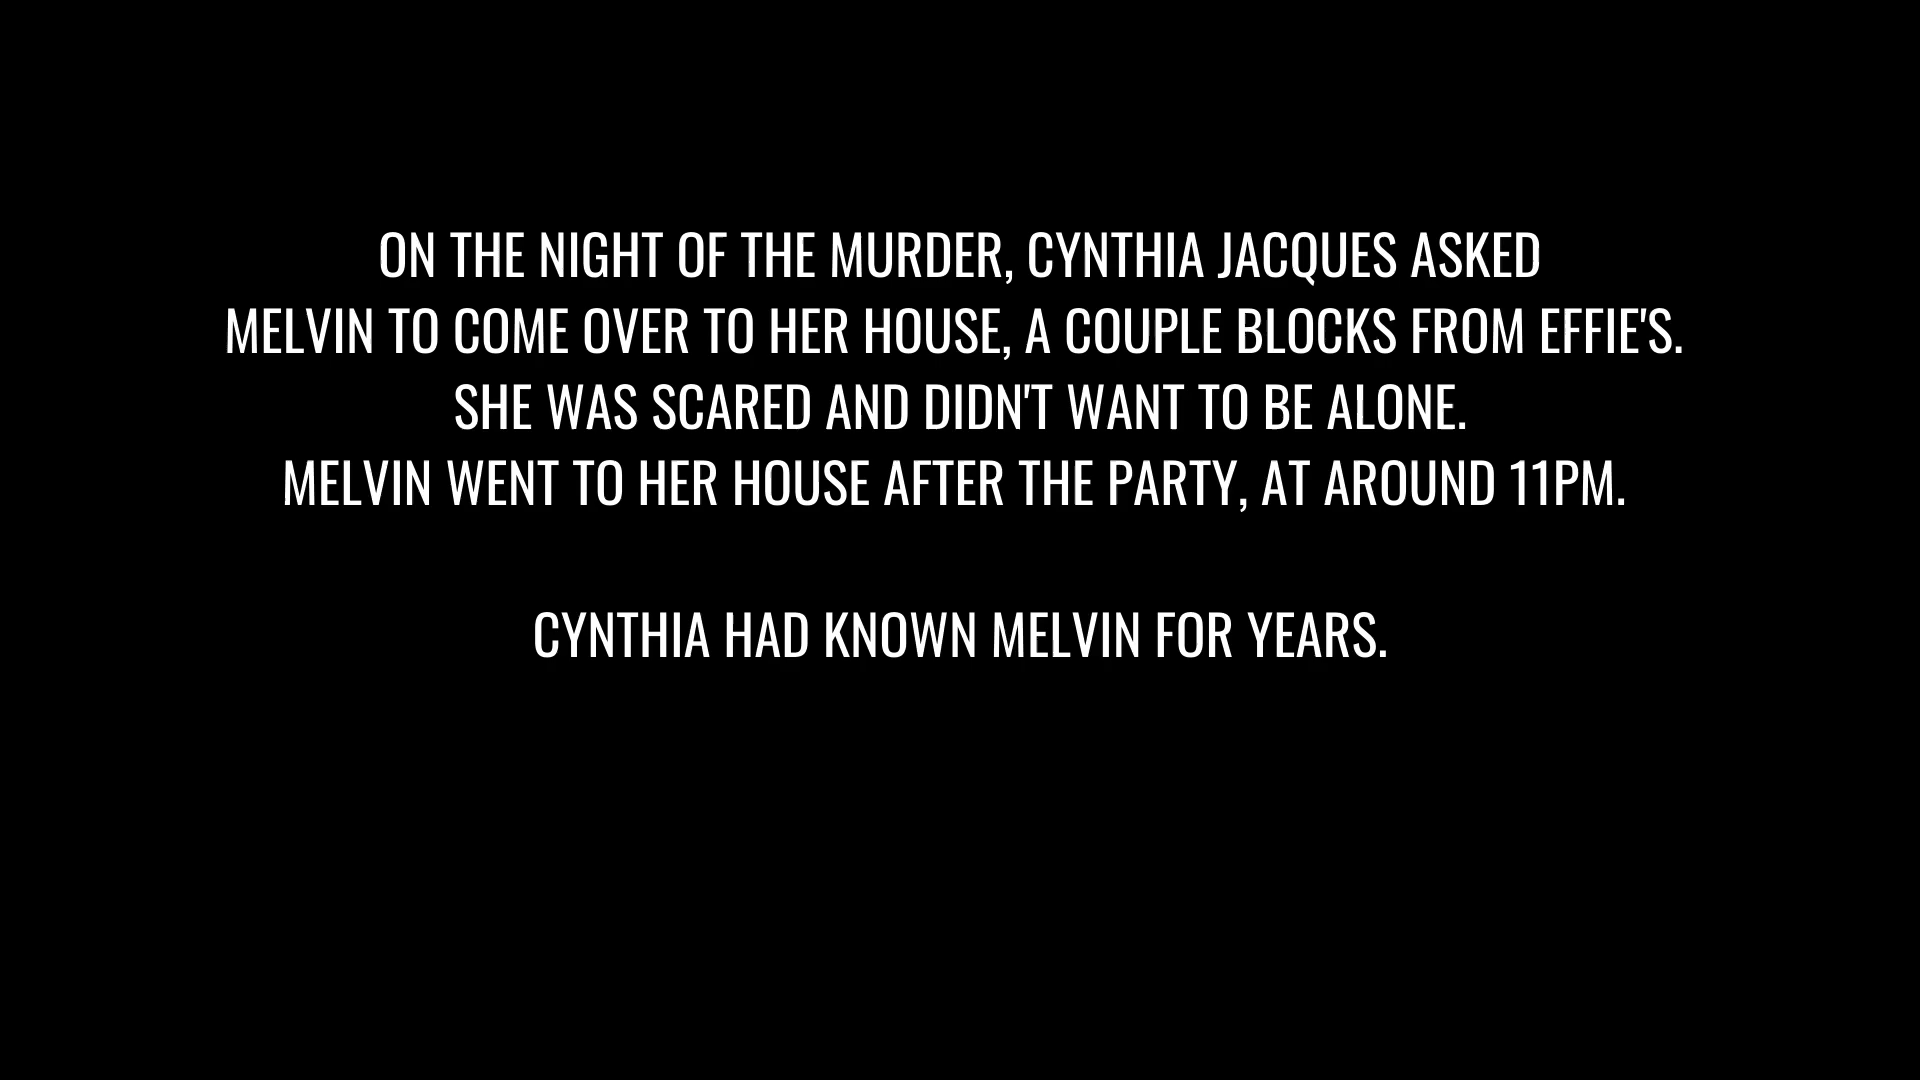 ON THE NIGHT OF THE MURDER, CYNTHIA JACQUES ASKED
MELVIN TO COME OVER TO HER HOUSE, A COUPLE BLOCKS FROM EFFIE'S.
SHE WAS SCARED AND DIDN'T WANT TO BE ALONE.
MELVIN WENT TO HER HOUSE AFTER THE PARTY, AT AROUND 11PM.
CYNTHIA HAD KNOWN MELVIN FOR YEARS.